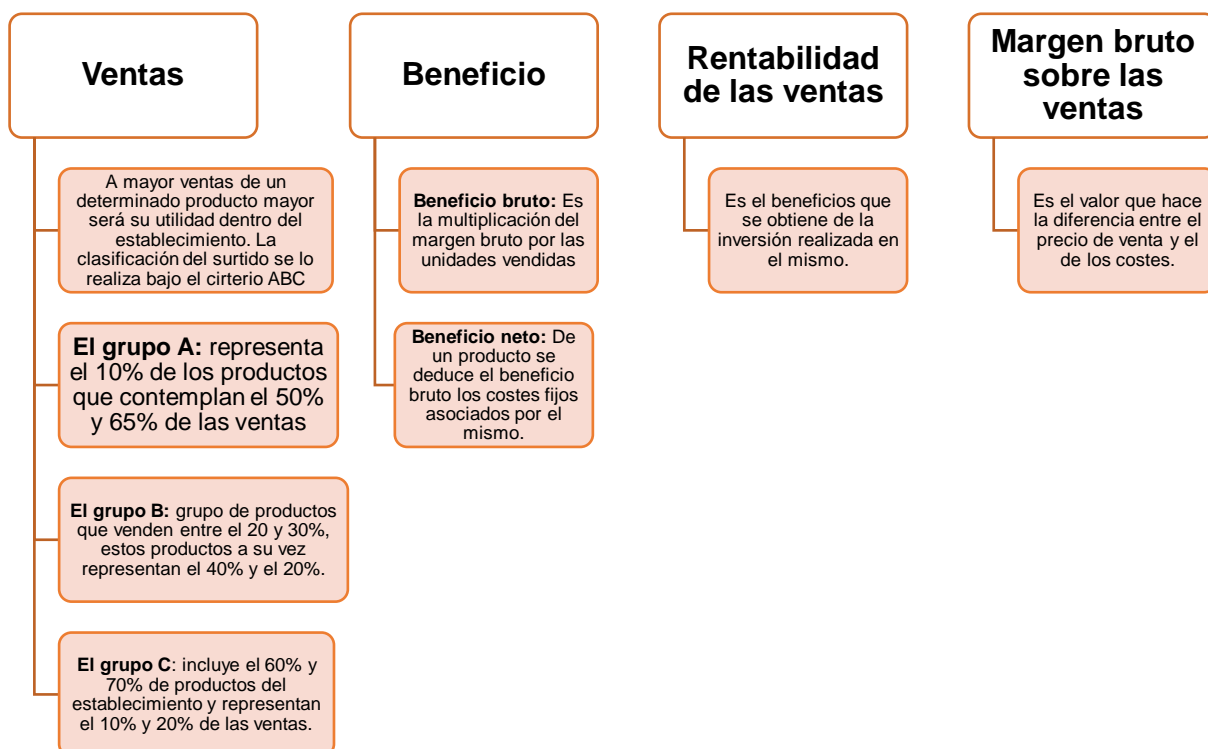 Ventas
A mayor ventas de un
determinado producto mayor
será su utilidad dentro del
establecimiento. La
clasificación del surtido se lo
realiza bajo el cirterio ABC
El grupo A: representa
el 10% de los productos
que contemplan el 50%
y 65% de las ventas
El grupo B: grupo de productos
que venden entre el 20 y 30%,
estos productos a su vez
representan el 40% y el 20%.
El grupo C: incluye el 60% y
70% de productos del
establecimiento y representan
el 10% y 20% de las ventas.
Beneficio
Beneficio bruto: Es
la multiplicación del
margen bruto por las
unidades vendidas
Beneficio neto: De
un producto se
deduce el beneficio
bruto los costes fijos
asociados por el
mismo.
Rentabilidad
de las ventas
Es el beneficios que
se obtiene de la
inversión realizada en
el mismo.
Margen bruto
sobre las
ventas
Es el valor que hace
la diferencia entre el
precio de venta y el
de los costes.